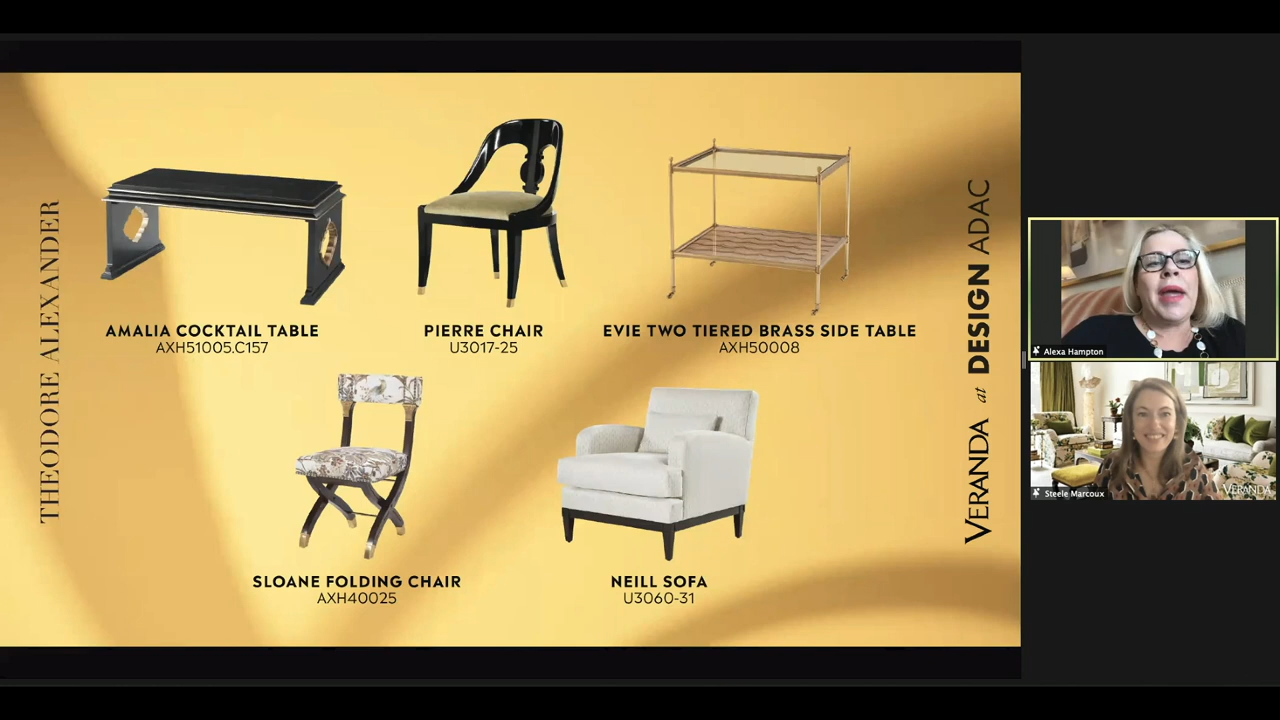 THEODORE ALEXANDER
AMALIA COCKTAIL TABLE
AXH51005.C157
PIERRE CHAIR
U3017-25
EVIE TWO TIERED BRASS SIDE TABLE
AXH50008
SLOANE FOLDING CHAIR
AXH40025
NEILL SOFA
U3060-31
VERANDA at DESIGN ADAC
Alexa Hampton
Steele Marcoux
VERANDA